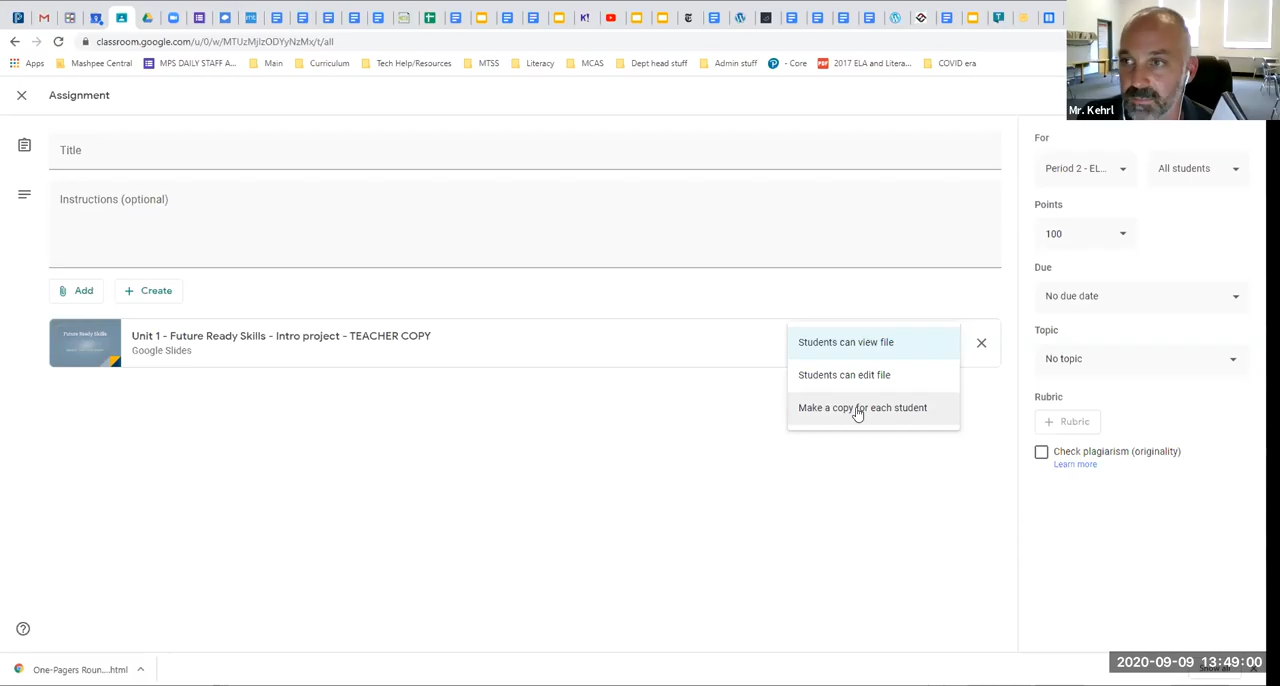 classroom.google.com/u/0/w/MTUzMjIzODYyNzMx/t/all
Apps Mashpee Central MPS DAILY STAFF A... Main Curriculum Tech Help/Resources MTSS Literacy MCAS Dept head stuff Admin stuff - Core 2017 ELA and Litera... COVID era
Mr. Kehrl
Assignment
Title
Instructions (optional)
Add Create
Unit 1 - Future Ready Skills - Intro project - TEACHER COPY
Google Slides
Future Ready Skills
Students can view file
Students can edit file
Make a copy for each student
For
Period 2 - EL... All students
Points
100
Due
No due date
Topic
No topic
Rubric
Rubric
Check plagiarism (originality)
Learn more
One-Pagers Roun....html
2020-09-09 13:49:00